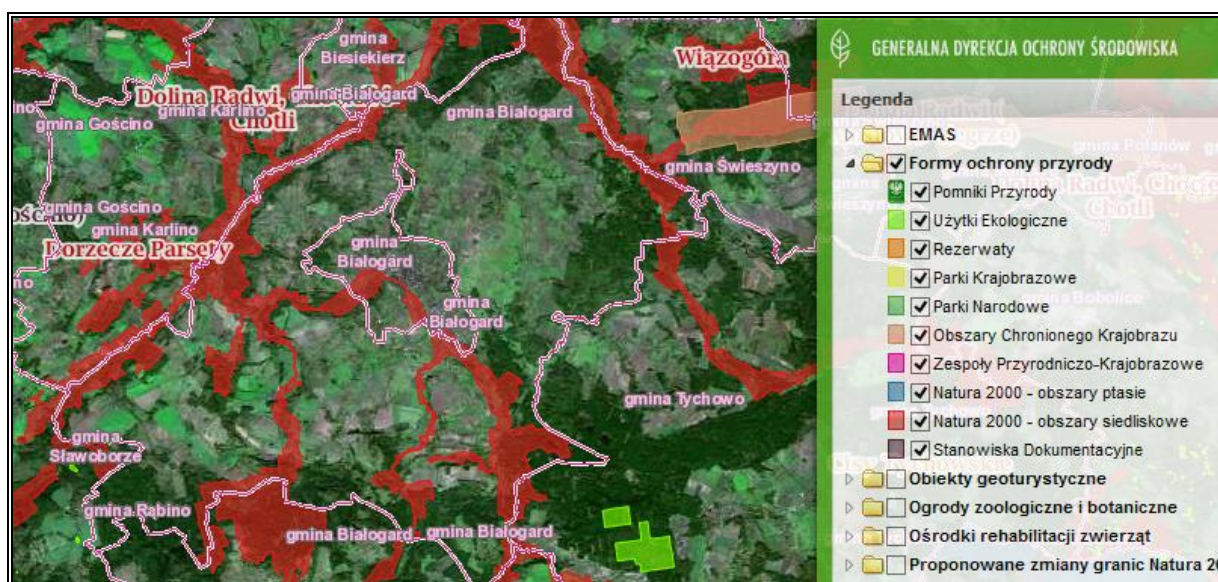 gmina
Biesiekierz
Wiązogóra
Dolina Radwi,
Chotli
gmina Białogard
gmina Karlino
gmina Gościno
gmina Białogard
gmina Świeszyno
gmina Gościno
gmina Karlino
Dorzecze Parsęty
gmina
Białogard
gmina
Białogard
gmina Tychowo
gmina
Sławoborze
gmina Rąbino
gmina Białogard
gmina Białogard
GENERALNA DYREKCJA OCHRONY ŚRODOWISKA
Legenda
EMAS
Formy ochrony przyrody
Pomniki Przyrody
Użytki Ekologiczne
Rezerwaty
Parki Krajobrazowe
Parki Narodowe
Obszary Chronionego Krajobrazu
Zespoły Przyrodniczo-Krajobrazowe
Natura 2000 - obszary ptasie
Natura 2000 - obszary siedliskowe
Stanowiska Dokumentacyjne
Obiekty geoturystyczne
Ogrody zoologiczne i botaniczne
Ośrodki rehabilitacji zwierząt
Proponowane zmiany granic Natura